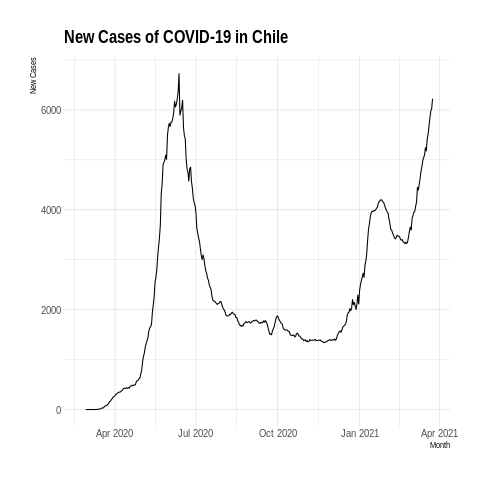 New Cases of COVID-19 in Chile
New Cases
6000
4000
2000
0
Apr 2020 Jul 2020 Oct 2020 Jan 2021 Apr 2021
Month